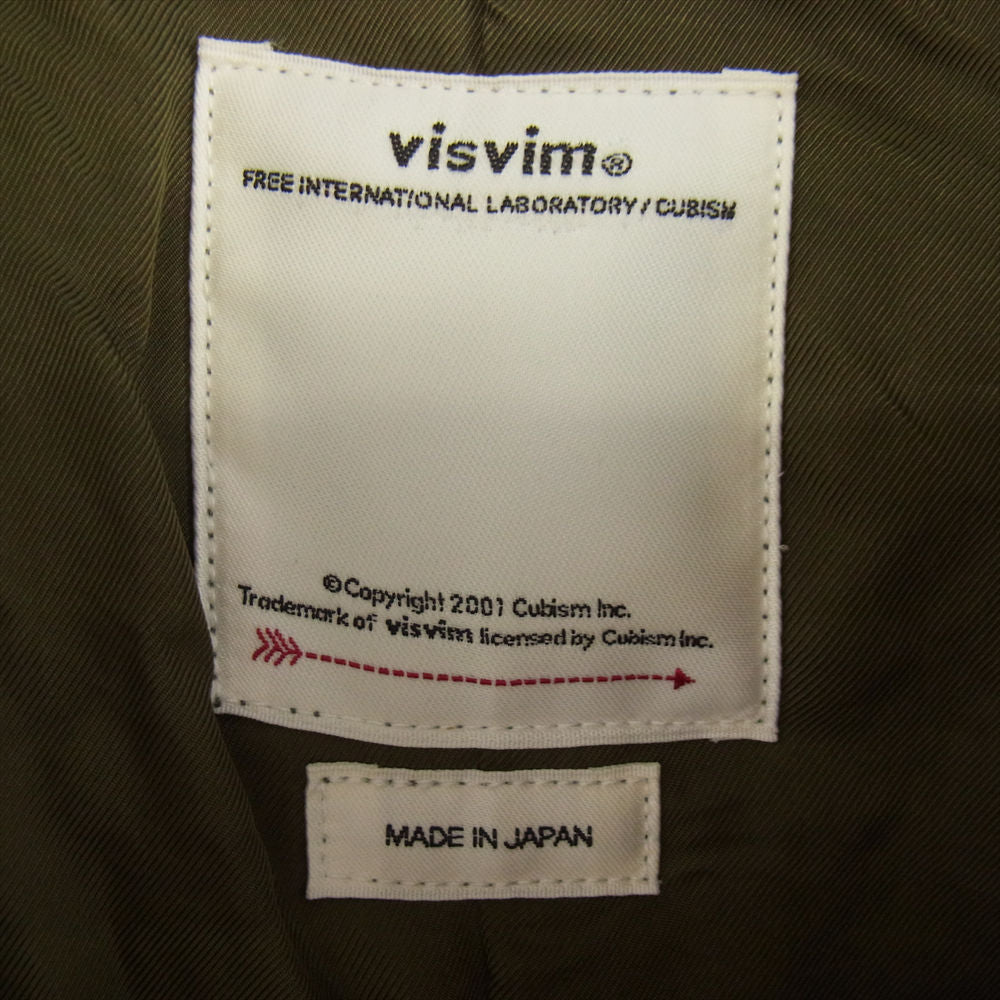 visvim®
FREE INTERNATIONAL LABORATORY / CUBISM
©Copyright 2001 Cubism Inc.
Trademark of visvim licensed by Cubism Inc.
MADE IN JAPAN